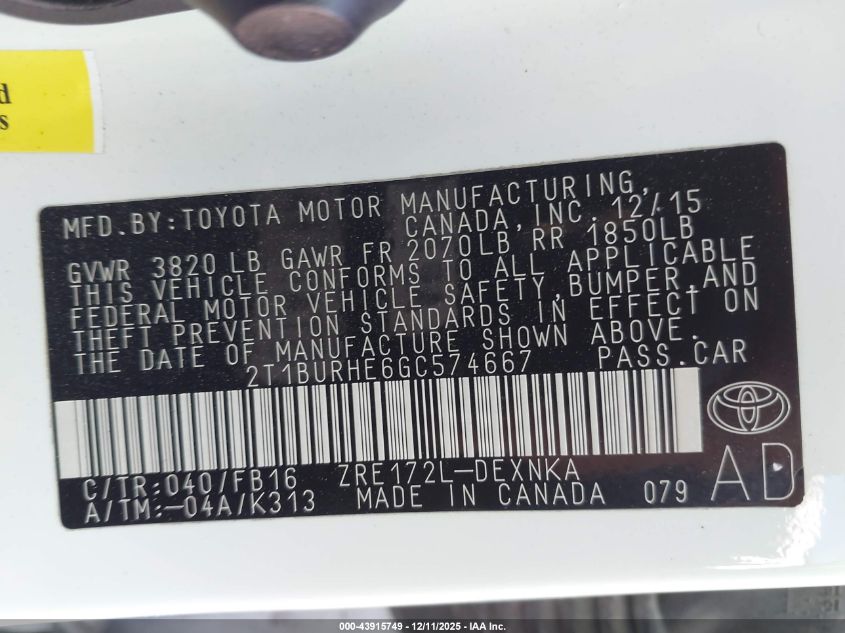 d
s
MFD.BY:TOYOTA MOTOR MANUFACTURING,
CANADA,INC. 12/15
GVWR 3820 LB GAWR FR 2070LB RR 1850LB
THIS VEHICLE CONFORMS TO ALL APPLICABLE
FEDERAL MOTOR VEHICLE SAFETY,BUMPER,AND
THEFT PREVENTION STANDARDS IN EFFECT ON
THE DATE OF MANUFACTURE SHOWN ABOVE.
2T1BURHE6GC574667 PASS.CAR
C/TR:040/FB16 ZRE172L-DEXNKA
A/TM:-04A/K313 MADE IN CANADA 079
AD
000-43915749 - 12/11/2025 - IAA Inc.